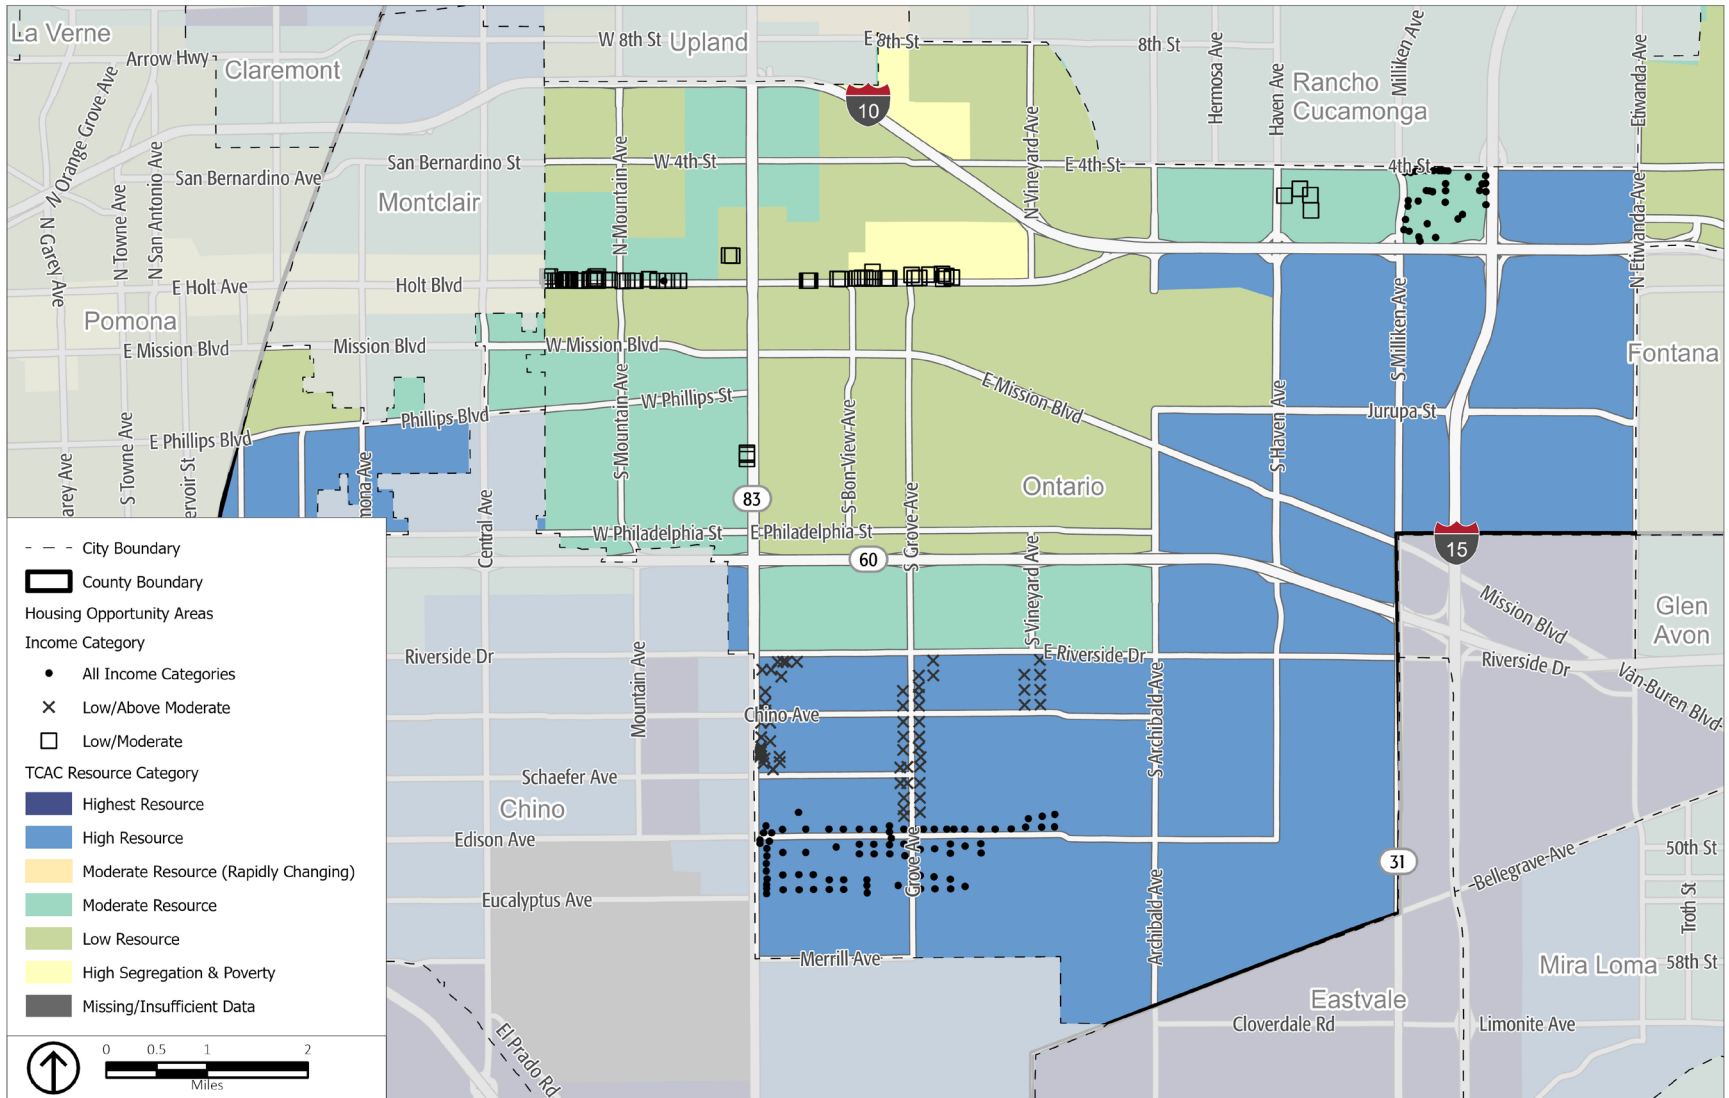 La Verne
Arrow Hwy
Claremont
W 8th St
Upland
E 8th St
8th St
Hermosa Ave
Haven Ave
Milliken Ave
Rancho
Cucamonga
Etiwanda Ave
10
N Orange Grove Ave
San Bernardino St
San Bernardino Ave
W 4th St
E 4th St
4th St
N Mountain Ave
N Vineyard Ave
N Garey Ave
N Towne Ave
N San Antonio Ave
Montclair
N Etiwanda Ave
E Holt Ave
Holt Blvd
Pomona
E Mission Blvd
Mission Blvd
W Mission Blvd
E Mission Blvd
S Milliken Ave
Fontana
W Phillips St
Phillips Blvd
E Phillips Blvd
S Mountain Ave
S Bon View Ave
S Grove Ave
S Haven Ave
Jurupa St
arey Ave
S Towne Ave
ervoir St
mona Ave
Central Ave
83
Ontario
W Philadelphia St
E Philadelphia St
60
15
S Vineyard Ave
Mission Blvd
Glen
Avon
Riverside Dr
E Riverside Dr
Riverside Dr
Van Buren Blvd
Mountain Ave
Chino Ave
S Archibald Ave
Schaefer Ave
Chino
Edison Ave
Grove Ave
31
Bellegrave Ave
50th St
Eucalyptus Ave
Archibald Ave
Troth St
Merrill Ave
Mira Loma
58th St
Eastvale
Cloverdale Rd
Limonite Ave
El Prado Rd
City Boundary
County Boundary
Housing Opportunity Areas
Income Category
All Income Categories
Low/Above Moderate
Low/Moderate
TCAC Resource Category
Highest Resource
High Resource
Moderate Resource (Rapidly Changing)
Moderate Resource
Low Resource
High Segregation & Poverty
Missing/Insufficient Data
0 0.5 1 2
Miles